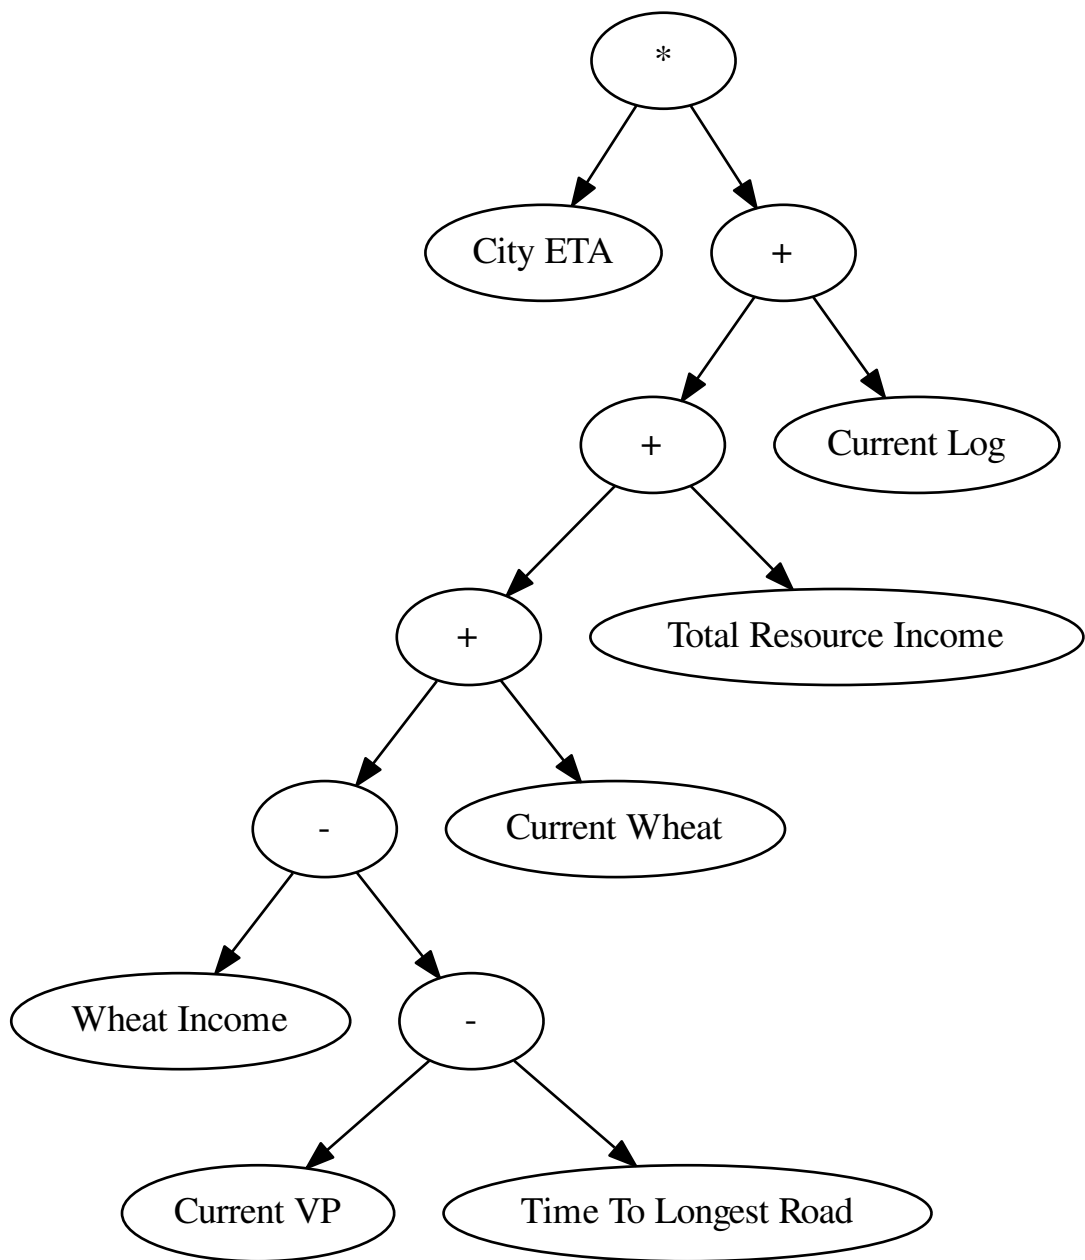 *
City ETA
+
+
Current Log
+
Total Resource Income
-
Current Wheat
Wheat Income
-
Current VP
Time To Longest Road